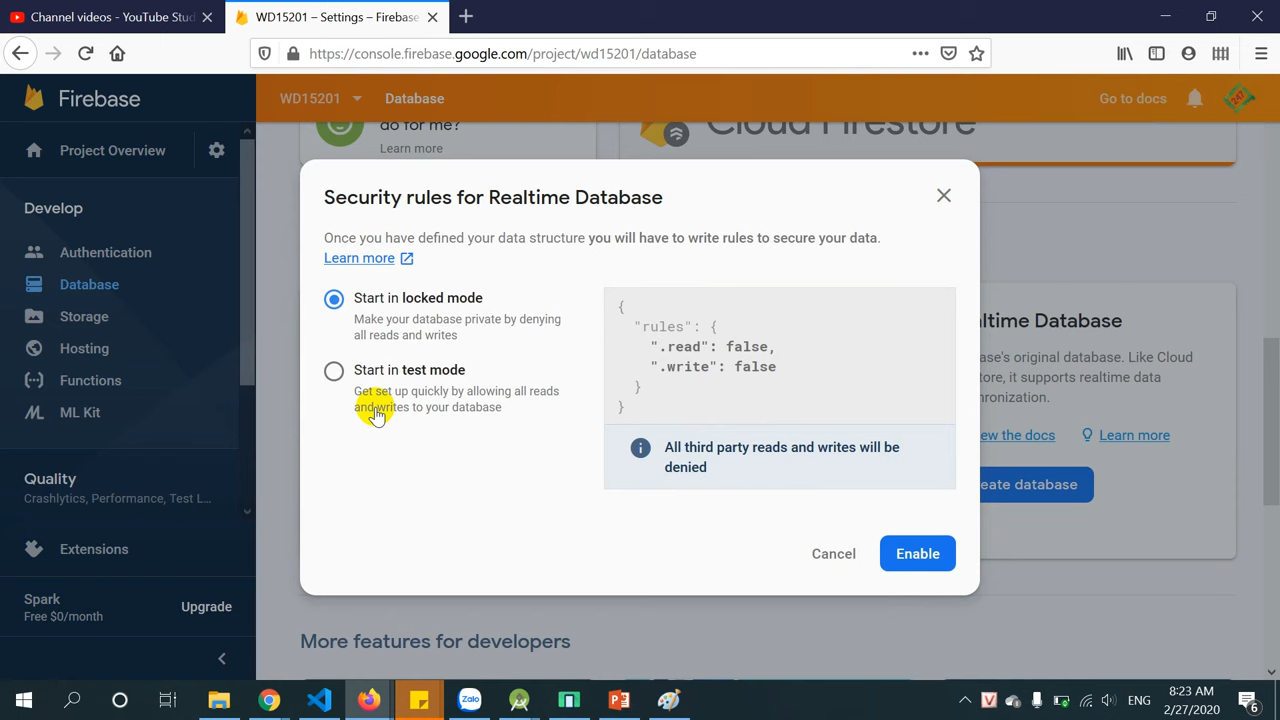 Channel videos - YouTube Stud
WD15201 – Settings – Firebase
https://console.firebase.google.com/project/wd15201/database
Firebase
WD15201
Database
Go to docs
247
Project Overview
do for me?
Learn more
Cloud Firestore
Develop
Authentication
Database
Storage
Hosting
Functions
ML Kit
Quality
Crashlytics, Performance, Test L...
Extensions
Spark
Free $0/month
Upgrade
Security rules for Realtime Database
Once you have defined your data structure you will have to write rules to secure your data.
Learn more
Start in locked mode
Make your database private by denying
all reads and writes
Start in test mode
Get set up quickly by allowing all reads
and writes to your database
{
"rules": {
".read": false,
".write": false
}
}
All third party reads and writes will be
denied
Cancel
Enable
ltime Database
ase's original database. Like Cloud
tore, it supports realtime data
chronization.
ew the docs
Learn more
eate database
More features for developers
Zalo
ENG
8:23 AM
2/27/2020
6